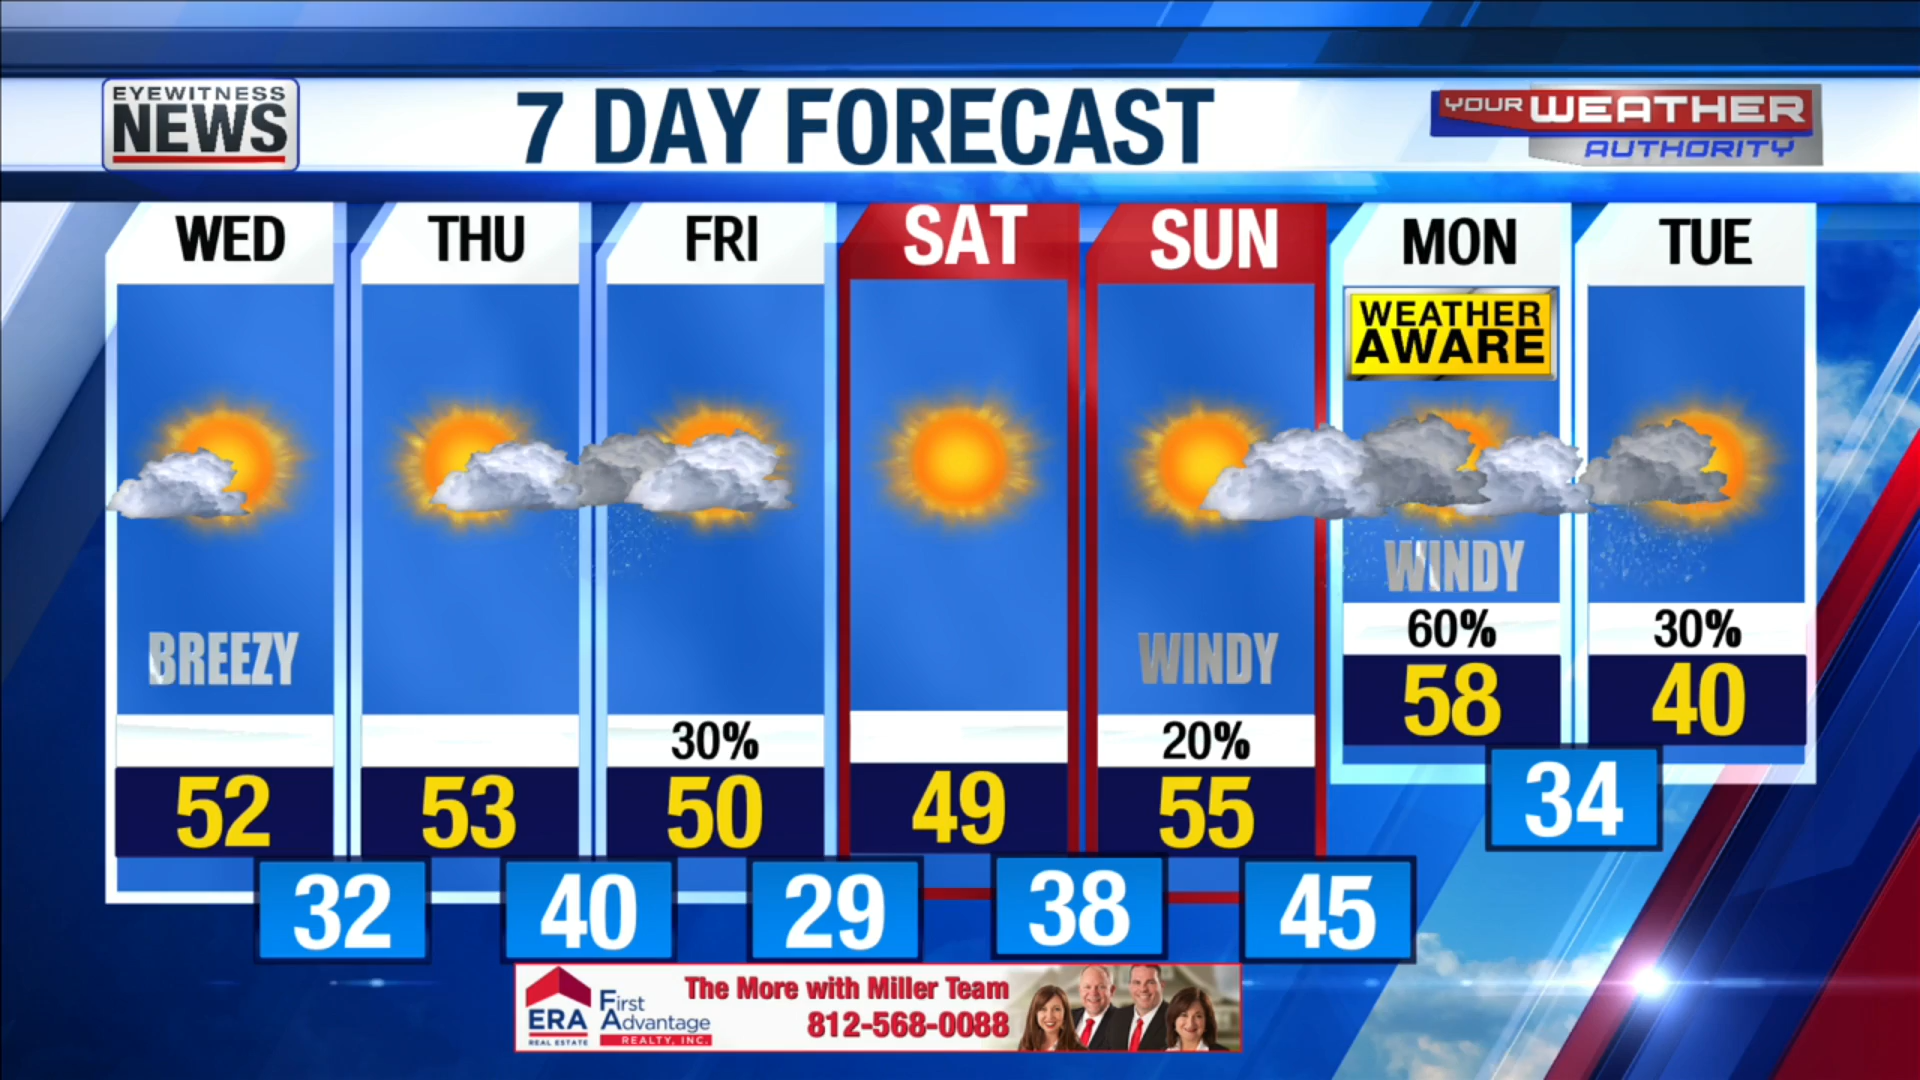 EYEWITNESS
NEWS
7 DAY FORECAST
YOUR WEATHER
AUTHORITY
WED
THU
FRI
SAT
SUN
MON
TUE
WEATHER
AWARE
BREEZY
WINDY
WINDY
30%
20%
60%
30%
52
53
50
49
55
58
40
32
40
29
38
45
34
ERA
REAL ESTATE
First
Advantage
REALTY, INC.
The More with Miller Team
812-568-0088